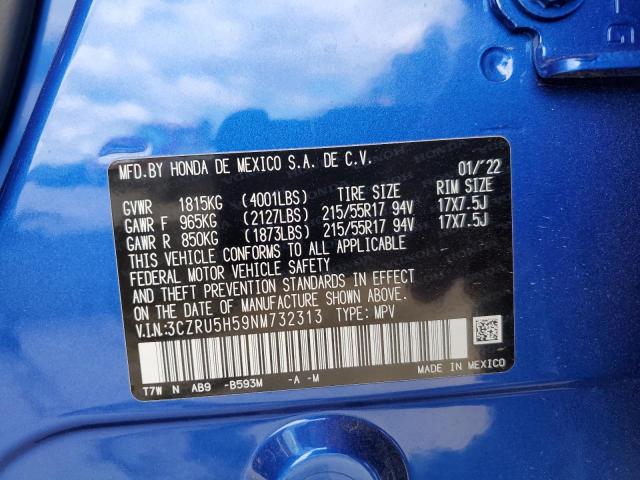 MFD.BY HONDA DE MEXICO S.A. DE C.V. 01/'22
GVWR 1815KG (4001LBS) TIRE SIZE RIM SIZE
GAWR F 965KG (2127LBS) 215/55R17 94V 17X7.5J
GAWR R 850KG (1873LBS) 215/55R17 94V 17X7.5J
THIS VEHICLE CONFORMS TO ALL APPLICABLE
FEDERAL MOTOR VEHICLE SAFETY
AND THEFT PREVENTION STANDARDS IN EFFECT
ON THE DATE OF MANUFACTURE SHOWN ABOVE.
V.I.N:3CZRU5H59NM732313 TYPE: MPV
T7W N AB9 -B593M -A -M
MADE IN MEXICO